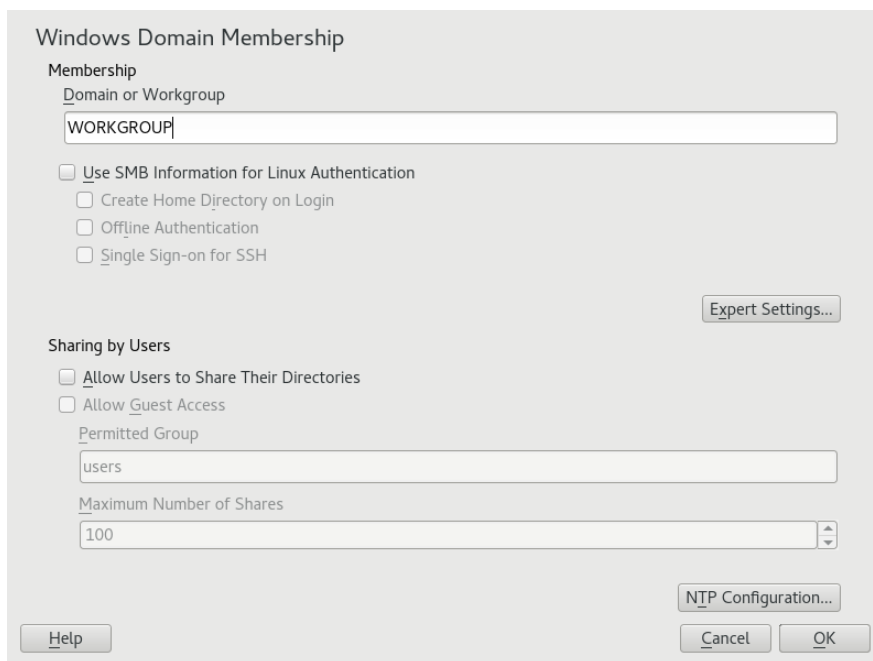 Windows Domain Membership
Membership
Domain or Workgroup
WORKGROUP
Use SMB Information for Linux Authentication
Create Home Directory on Login
Offline Authentication
Single Sign-on for SSH
Expert Settings...
Sharing by Users
Allow Users to Share Their Directories
Allow Guest Access
Permitted Group
users
Maximum Number of Shares
100
NTP Configuration...
Help
Cancel
OK